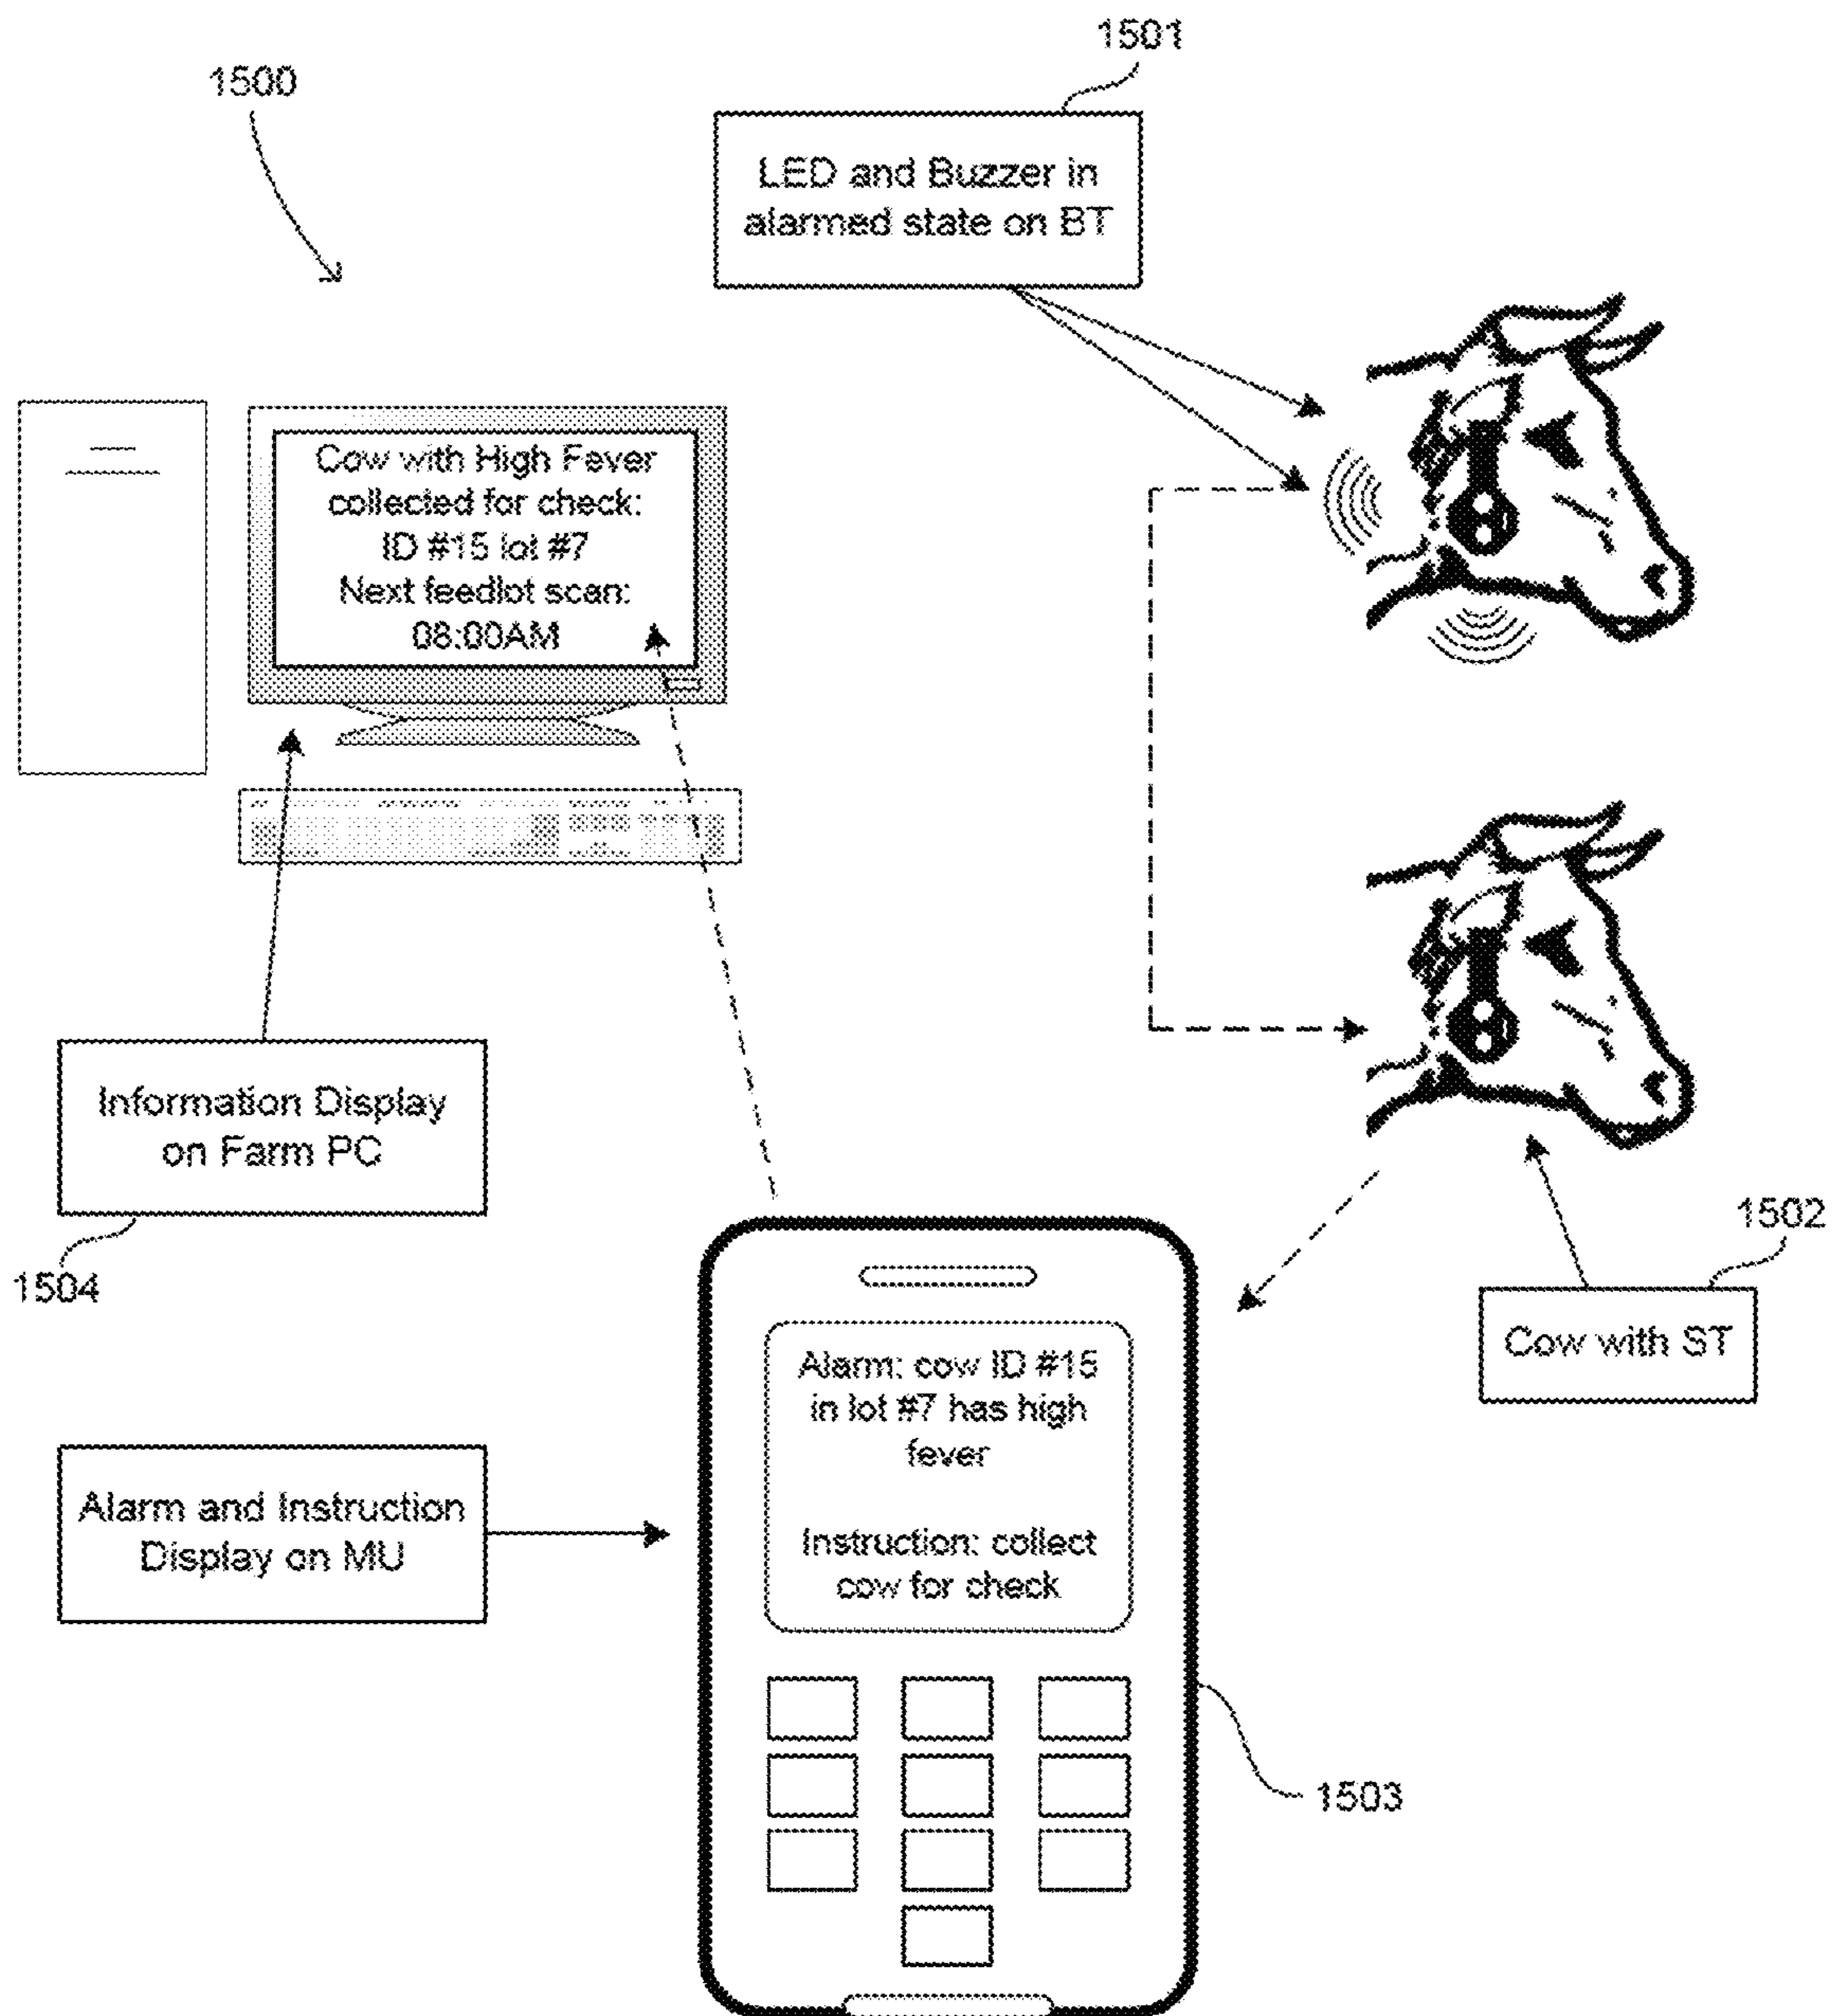 1500
1501
LED and Buzzer in
alarmed state on BT
Cow with High Fever
collected for check:
ID #15 lot #7
Next feedlot scan:
08:00AM
Information Display
on Farm PC
1504
1502
Cow with ST
Alarm: cow ID #15
in lot #7 has high
fever
Instruction: collect
cow for check
Alarm and Instruction
Display on MU
1503